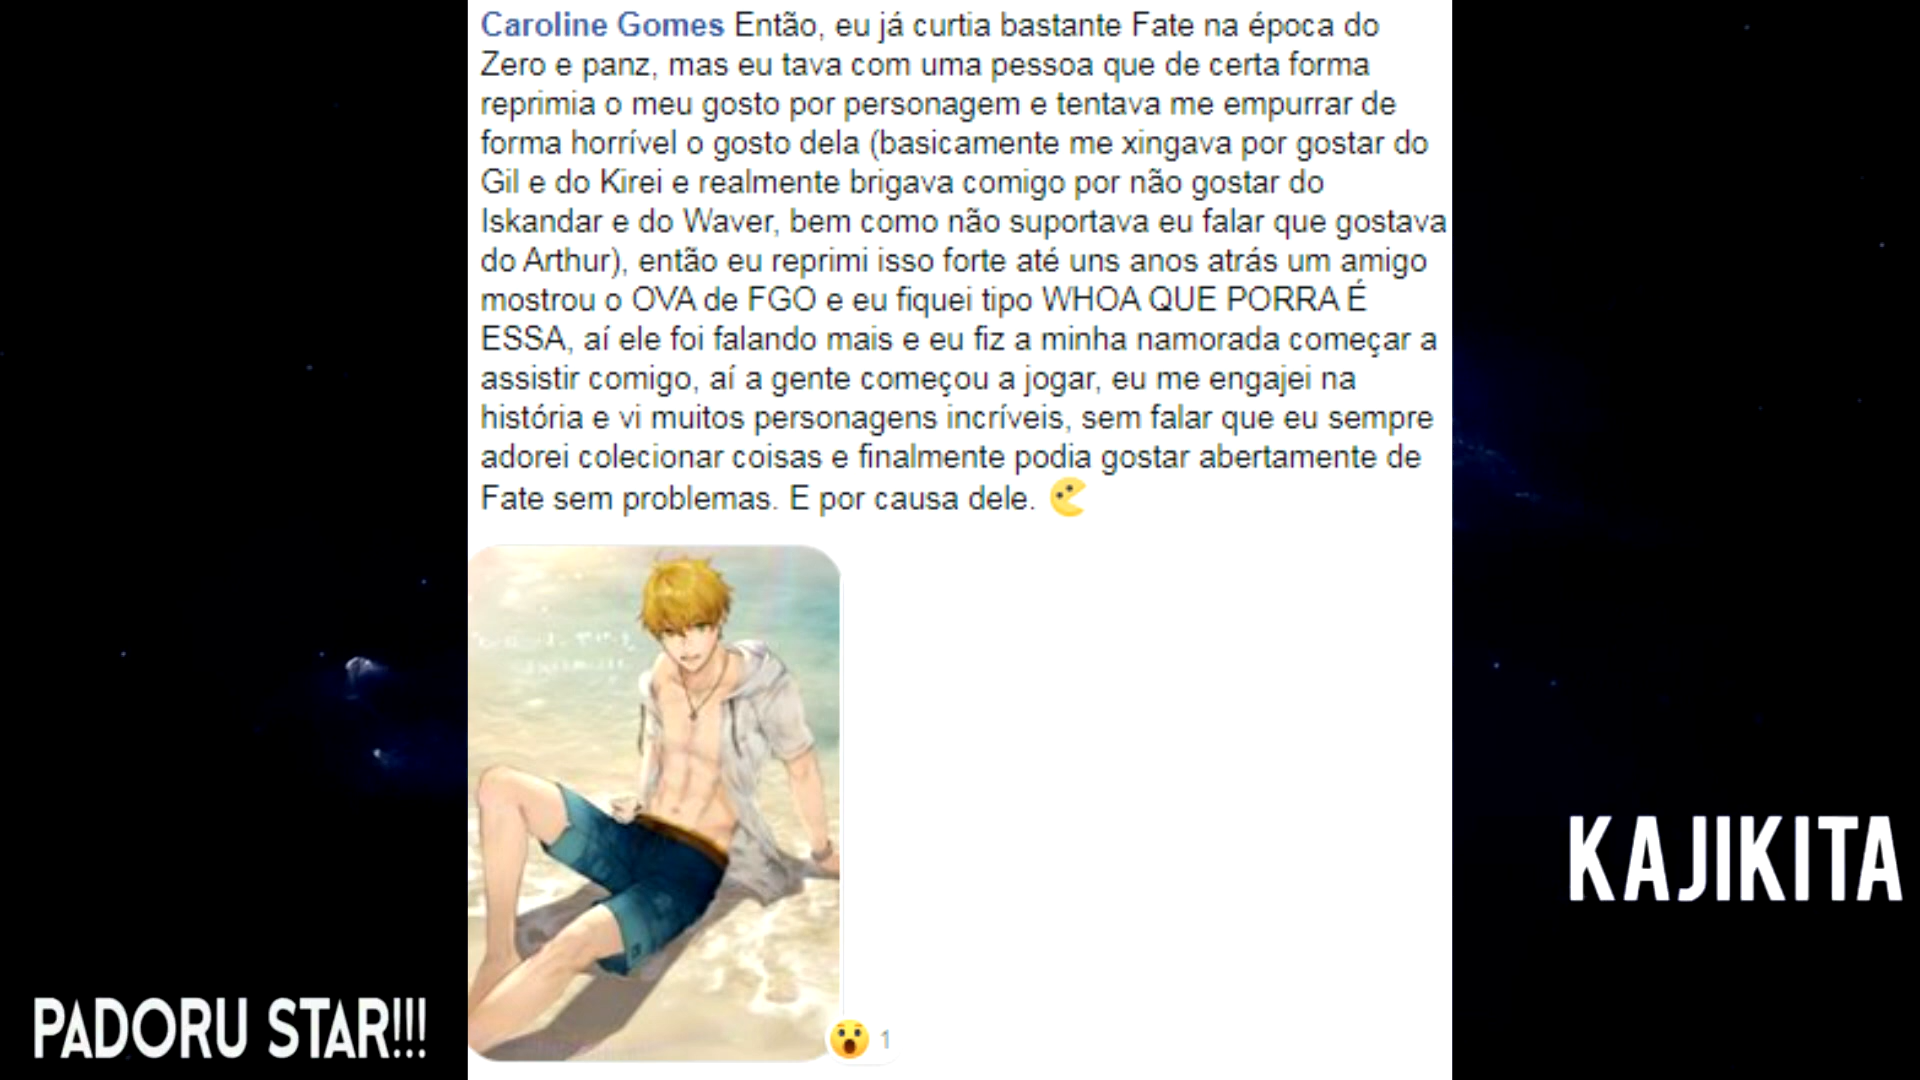 Caroline Gomes Então, eu já curtia bastante Fate na época do
Zero e panz, mas eu tava com uma pessoa que de certa forma
reprimia o meu gosto por personagem e tentava me empurrar de
forma horrível o gosto dela (basicamente me xingava por gostar do
Gil e do Kirei e realmente brigava comigo por não gostar do
Iskandar e do Waver, bem como não suportava eu falar que gostava
do Arthur), então eu reprimi isso forte até uns anos atrás um amigo
mostrou o OVA de FGO e eu fiquei tipo WHOA QUE PORRA É
ESSA, aí ele foi falando mais e eu fiz a minha namorada começar a
assistir comigo, aí a gente começou a jogar, eu me engajei na
história e vi muitos personagens incríveis, sem falar que eu sempre
adorei colecionar coisas e finalmente podia gostar abertamente de
Fate sem problemas. E por causa dele.
1
KAJIKITA
PADORU STAR!!!